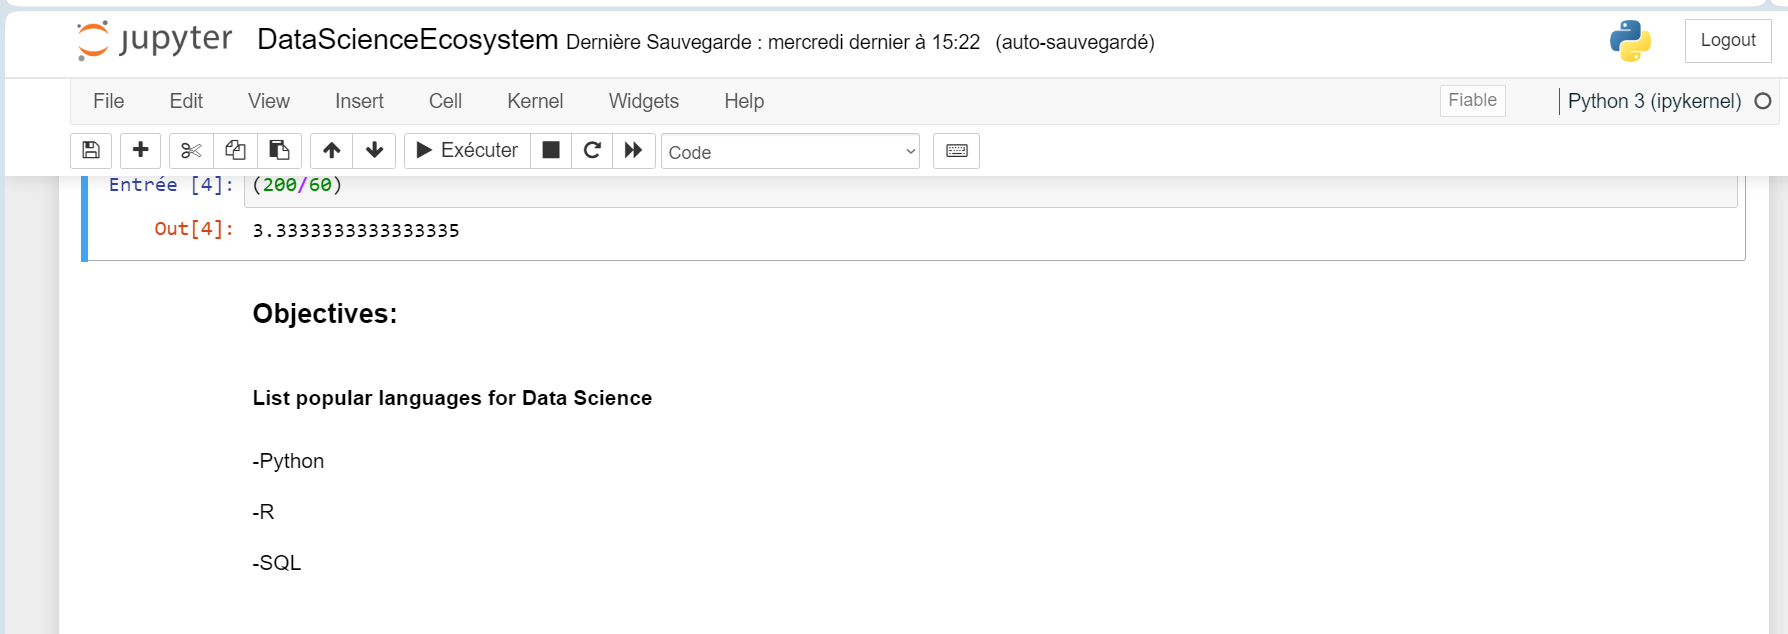 jupyter DataScienceEcosystem Dernière Sauvegarde : mercredi dernier à 15:22 (auto-sauvegardé)
Logout
File Edit View Insert Cell Kernel Widgets Help
Fiable
Python 3 (ipykernel)
Exécuter
Code
Entrée [4]: (200/60)
Out[4]: 3.3333333333333335
Objectives:
List popular languages for Data Science
-Python
-R
-SQL